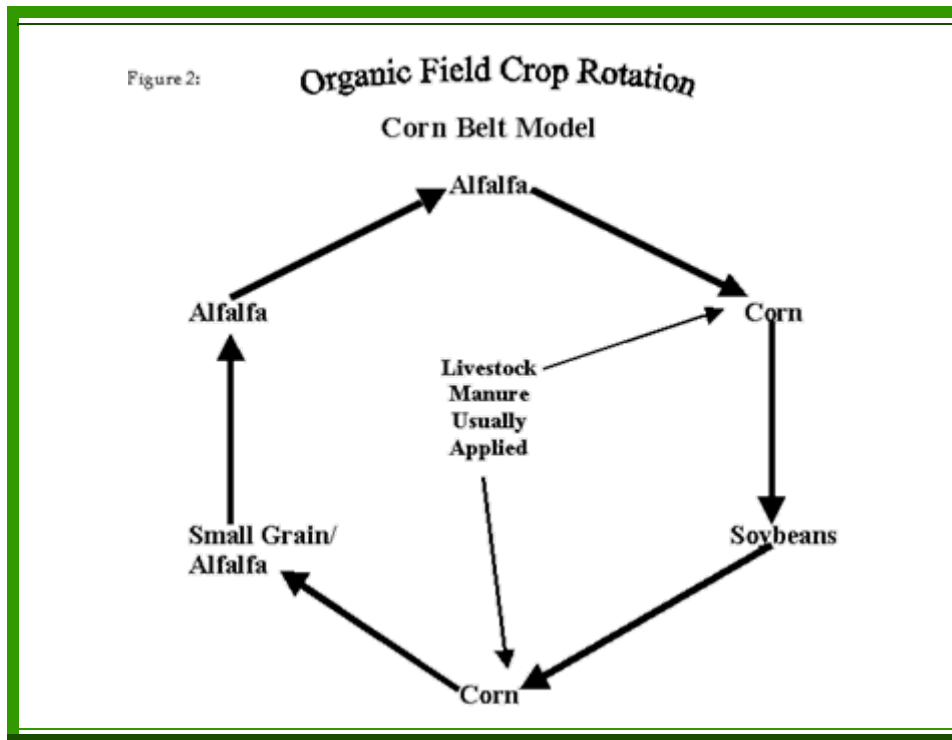 Figure 2:
Organic Field Crop Rotation
Corn Belt Model
Alfalfa
Alfalfa
Corn
Livestock
Manure
Usually
Applied
Small Grain/
Alfalfa
Soybeans
Corn